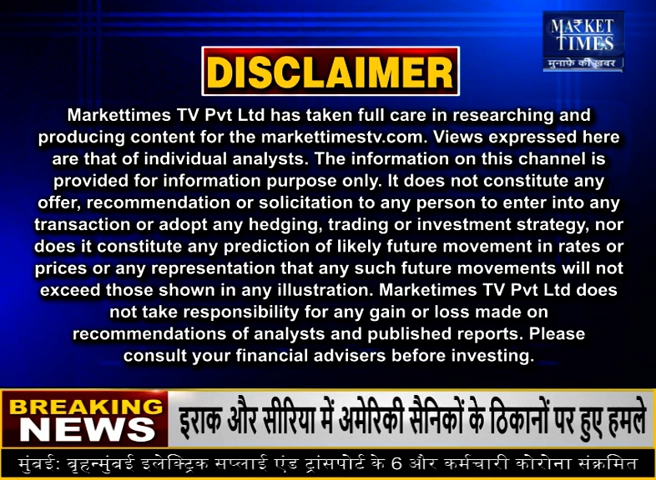 MARKET
TIMES
मुनाफे की खबर
DISCLAIMER
Markettimes TV Pvt Ltd has taken full care in researching and
producing content for the markettimestv.com. Views expressed here
are that of individual analysts. The information on this channel is
provided for information purpose only. It does not constitute any
offer, recommendation or solicitation to any person to enter into any
transaction or adopt any hedging, trading or investment strategy, nor
does it constitute any prediction of likely future movement in rates or
prices or any representation that any such future movements will not
exceed those shown in any illustration. Marketimes TV Pvt Ltd does
not take responsibility for any gain or loss made on
recommendations of analysts and published reports. Please
consult your financial advisers before investing.
BREAKING
NEWS
इराक और सीरिया में अमेरिकी सैनिकों के ठिकानों पर हुए हमले
मुंबई: वृहन्मुंबई इलेक्ट्रिक सप्लाई एंड ट्रांसपोर्ट के 6 और कर्मचारी कोरोना संक्रमित